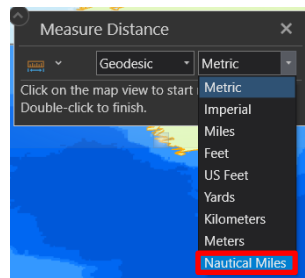 Measure Distance
Geodesic Metric
Click on the map view to start
Double-click to finish.
Metric
Imperial
Miles
Feet
US Feet
Yards
Kilometers
Meters
Nautical Miles